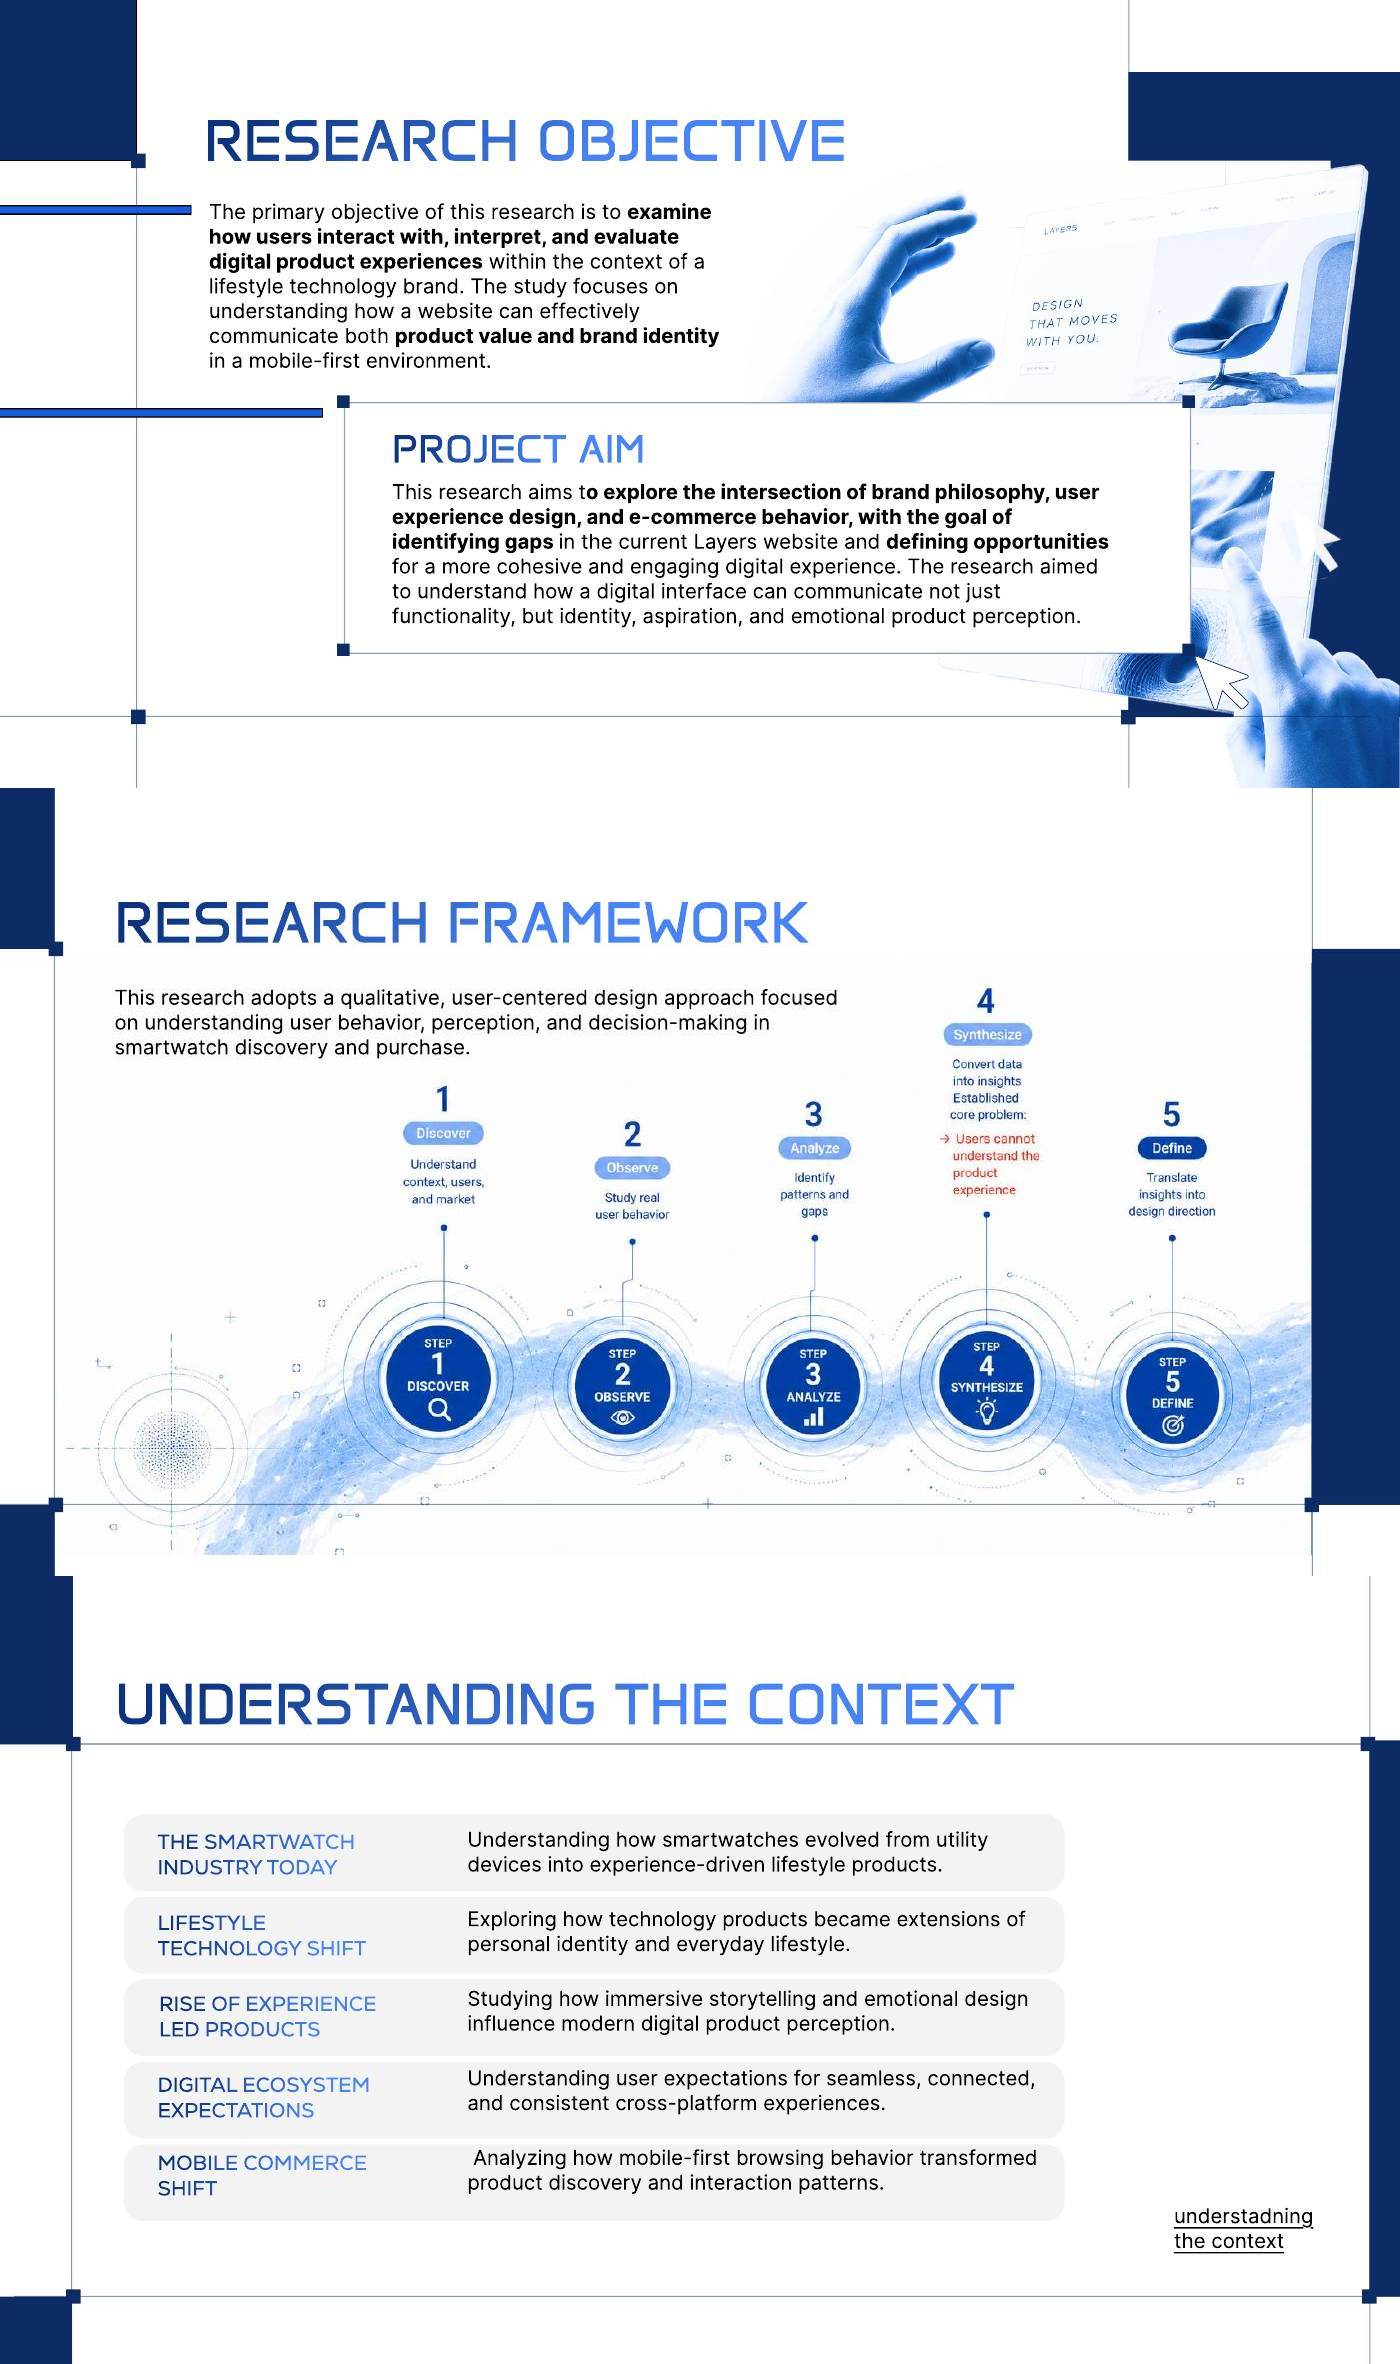 RESEARCH OBJECTIVE
The primary objective of this research is to examine
how users interact with, interpret, and evaluate
digital product experiences within the context of a
lifestyle technology brand. The study focuses on
understanding how a website can effectively
communicate both product value and brand identity
in a mobile-first environment.
LAYERS
DESIGN
THAT MOVES
WITH YOU.
PROJECT AIM
This research aims to explore the intersection of brand philosophy, user
experience design, and e-commerce behavior, with the goal of
identifying gaps in the current Layers website and defining opportunities
for a more cohesive and engaging digital experience. The research aimed
to understand how a digital interface can communicate not just
functionality, but identity, aspiration, and emotional product perception.
RESEARCH FRAMEWORK
This research adopts a qualitative, user-centered design approach focused
on understanding user behavior, perception, and decision-making in
smartwatch discovery and purchase.
1
Discover
Understand
context, users,
and market
2
Observe
Study real
user behavior
3
Analyze
Identify
patterns and
gaps
4
Synthesize
Convert data
into insights
Established
core problem:
→ Users cannot
understand the
product
experience
5
Define
Translate
insights into
design direction
STEP
1
DISCOVER
STEP
2
OBSERVE
STEP
3
ANALYZE
STEP
4
SYNTHESIZE
STEP
5
DEFINE
UNDERSTANDING THE CONTEXT
THE SMARTWATCH
INDUSTRY TODAY
Understanding how smartwatches evolved from utility
devices into experience-driven lifestyle products.
LIFESTYLE
TECHNOLOGY SHIFT
Exploring how technology products became extensions of
personal identity and everyday lifestyle.
RISE OF EXPERIENCE
LED PRODUCTS
Studying how immersive storytelling and emotional design
influence modern digital product perception.
DIGITAL ECOSYSTEM
EXPECTATIONS
Understanding user expectations for seamless, connected,
and consistent cross-platform experiences.
MOBILE COMMERCE
SHIFT
Analyzing how mobile-first browsing behavior transformed
product discovery and interaction patterns.
understadning
the context